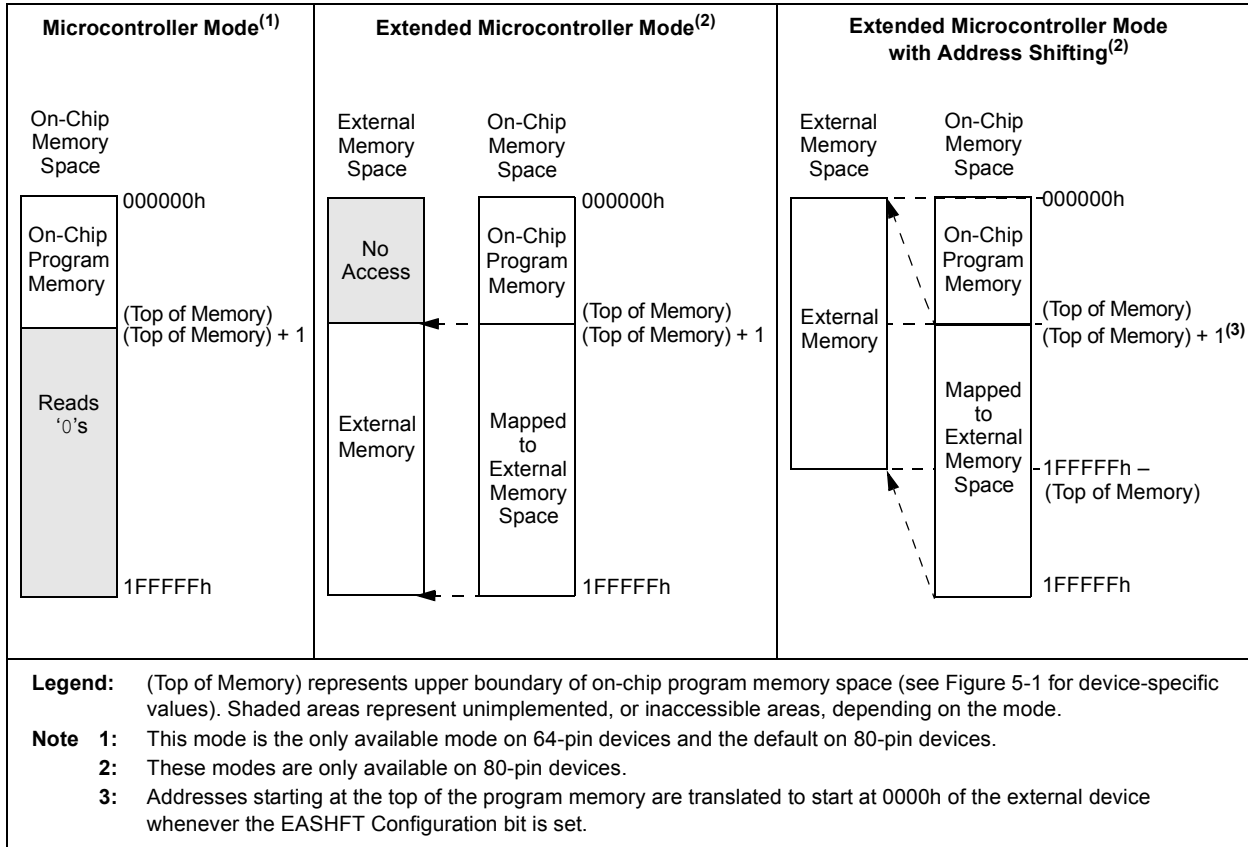 Microcontroller Mode(1)
On-Chip
Memory
Space
000000h
On-Chip
Program
Memory
(Top of Memory)
(Top of Memory) + 1
Reads
‘0’s
1FFFFFh
Extended Microcontroller Mode(2)
External
Memory
Space
On-Chip
Memory
Space
000000h
No
Access
On-Chip
Program
Memory
(Top of Memory)
(Top of Memory) + 1
External
Memory
Mapped
to
External
Memory
Space
1FFFFFh
Extended Microcontroller Mode
with Address Shifting(2)
External
Memory
Space
On-Chip
Memory
Space
000000h
On-Chip
Program
Memory
External
Memory
(Top of Memory)
(Top of Memory) + 1(3)
Mapped
to
External
Memory
Space
1FFFFFh –
(Top of Memory)
1FFFFFh
Legend: (Top of Memory) represents upper boundary of on-chip program memory space (see Figure 5-1 for device-specific
values). Shaded areas represent unimplemented, or inaccessible areas, depending on the mode.
Note 1: This mode is the only available mode on 64-pin devices and the default on 80-pin devices.
2: These modes are only available on 80-pin devices.
3: Addresses starting at the top of the program memory are translated to start at 0000h of the external device
whenever the EASHFT Configuration bit is set.